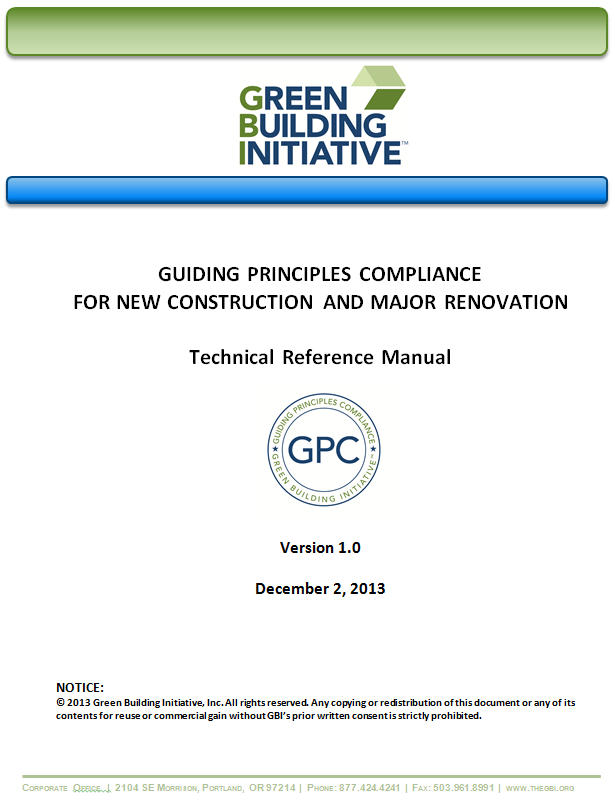 GREEN
BUILDING
INITIATIVE™
GUIDING PRINCIPLES COMPLIANCE
FOR NEW CONSTRUCTION AND MAJOR RENOVATION
Technical Reference Manual
GUIDING PRINCIPLES COMPLIANCE
GPC
GREEN BUILDING INITIATIVE™
Version 1.0
December 2, 2013
NOTICE:
© 2013 Green Building Initiative, Inc. All rights reserved. Any copying or redistribution of this document or any of its
contents for reuse or commercial gain without GBI's prior written consent is strictly prohibited.
CORPORATE OFFICE | 2104 SE MORRISON, PORTLAND, OR 97214 | PHONE: 877.424.4241 | FAX: 503.961.8991 | WWW.THEGBI.ORG